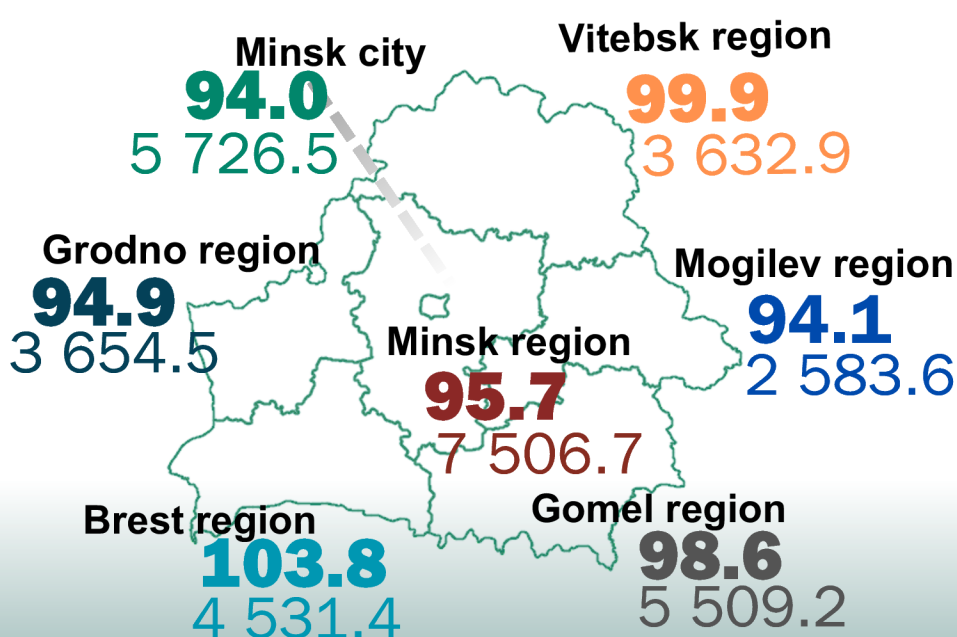 Minsk city
94.0
5 726.5
Vitebsk region
99.9
3 632.9
Grodno region
94.9
3 654.5
Mogilev region
94.1
2 583.6
Minsk region
95.7
7 506.7
Brest region
103.8
4 531.4
Gomel region
98.6
5 509.2